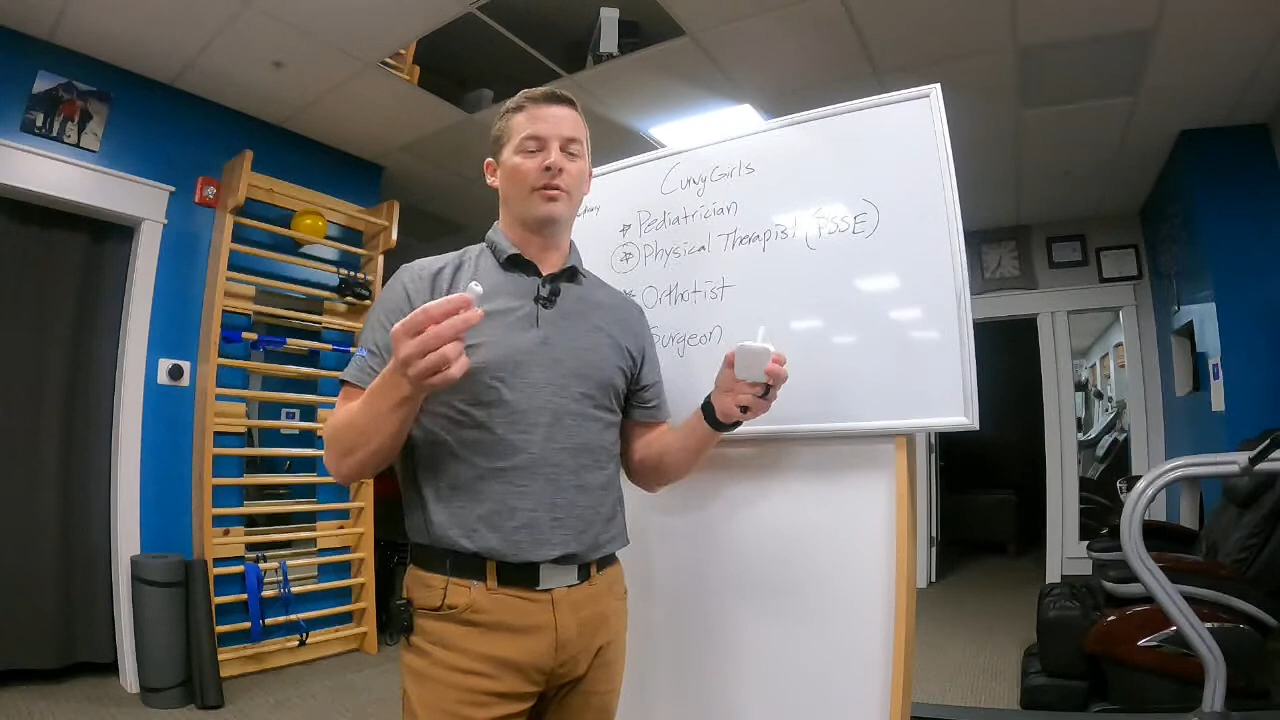 CurvyGirls
* Pediatrician
* Physical Therapist (PSSE)
* Orthotist
Surgeon